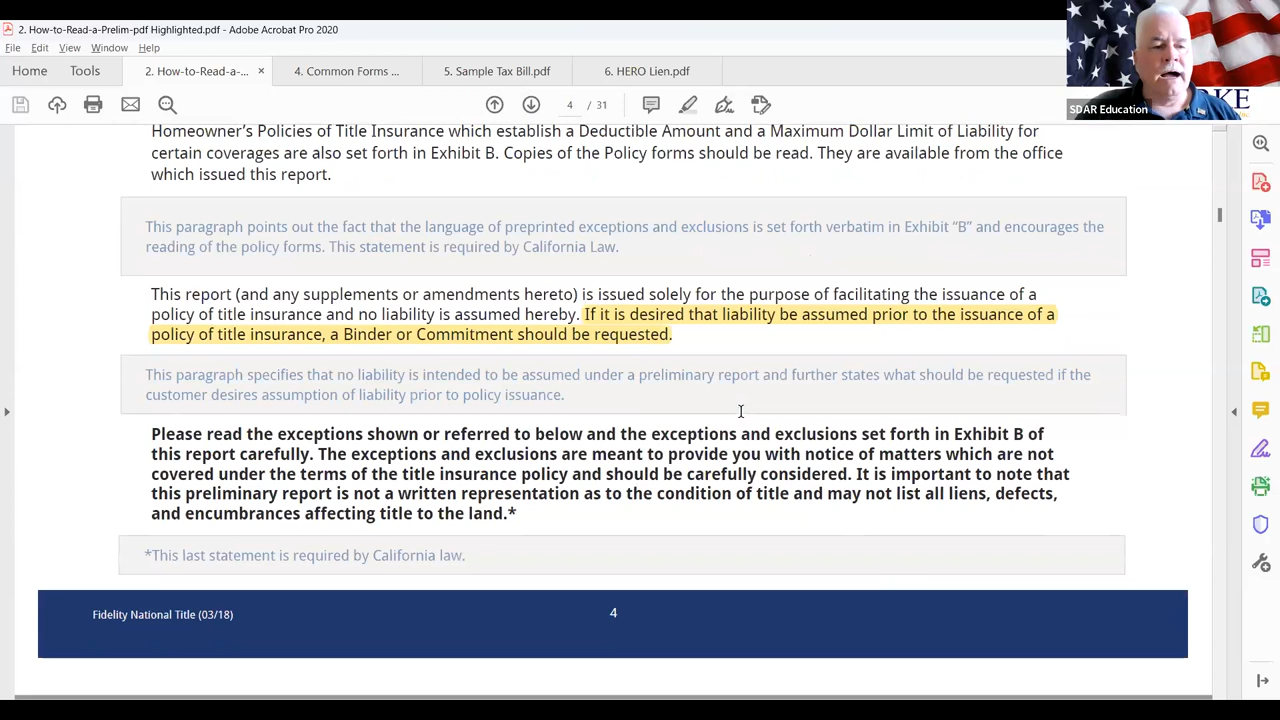 2. How-to-Read-a-Prelim-pdf Highlighted.pdf - Adobe Acrobat Pro 2020
File Edit View Window Help
Home Tools 2. How-to-Read-a-... × 4. Common Forms ... 5. Sample Tax Bill.pdf 6. HERO Lien.pdf
SDAR Education
4 / 31
Homeowner's Policies of Title Insurance which establish a Deductible Amount and a Maximum Dollar Limit of Liability for
certain coverages are also set forth in Exhibit B. Copies of the Policy forms should be read. They are available from the office
which issued this report.
This paragraph points out the fact that the language of preprinted exceptions and exclusions is set forth verbatim in Exhibit “B” and encourages the
reading of the policy forms. This statement is required by California Law.
This report (and any supplements or amendments hereto) is issued solely for the purpose of facilitating the issuance of a
policy of title insurance and no liability is assumed hereby. If it is desired that liability be assumed prior to the issuance of a
policy of title insurance, a Binder or Commitment should be requested.
This paragraph specifies that no liability is intended to be assumed under a preliminary report and further states what should be requested if the
customer desires assumption of liability prior to policy issuance.
Please read the exceptions shown or referred to below and the exceptions and exclusions set forth in Exhibit B of
this report carefully. The exceptions and exclusions are meant to provide you with notice of matters which are not
covered under the terms of the title insurance policy and should be carefully considered. It is important to note that
this preliminary report is not a written representation as to the condition of title and may not list all liens, defects,
and encumbrances affecting title to the land.*
*This last statement is required by California law.
Fidelity National Title (03/18) 4